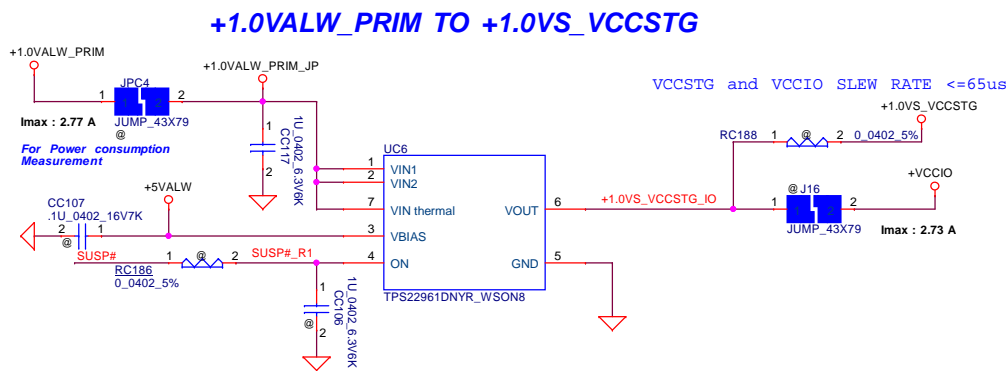 +1.0VALW_PRIM TO +1.0VS_VCCSTG
+1.0VALW_PRIM
JPC4
1
1
2
2
JUMP_43X79
@
Imax : 2.77 A
For Power consumption
Measurement
+1.0VALW_PRIM_JP
1
2
1U_0402_6.3V6K
CC117
VCCSTG and VCCIO SLEW RATE <=65us
+1.0VS_VCCSTG
RC188
1
@
2
0_0402_5%
+VCCIO
@
J16
1
1
2
2
JUMP_43X79
Imax : 2.73 A
+1.0VS_VCCSTG_IO
UC6
1
VIN1
2
VIN2
7
VIN thermal
3
VBIAS
4
ON
VOUT
6
GND
5
TPS22961DNYR_WSON8
+5VALW
CC107
.1U_0402_16V7K
2
1
@
SUSP#
RC186
0_0402_5%
1
@
2
SUSP#_R1
1
2
@
1U_0402_6.3V6K
CC106